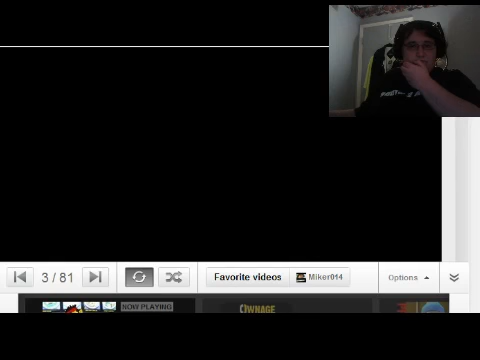 3 / 81
Favorite videos
Miker014
Options
NOW PLAYING
OWNAGE